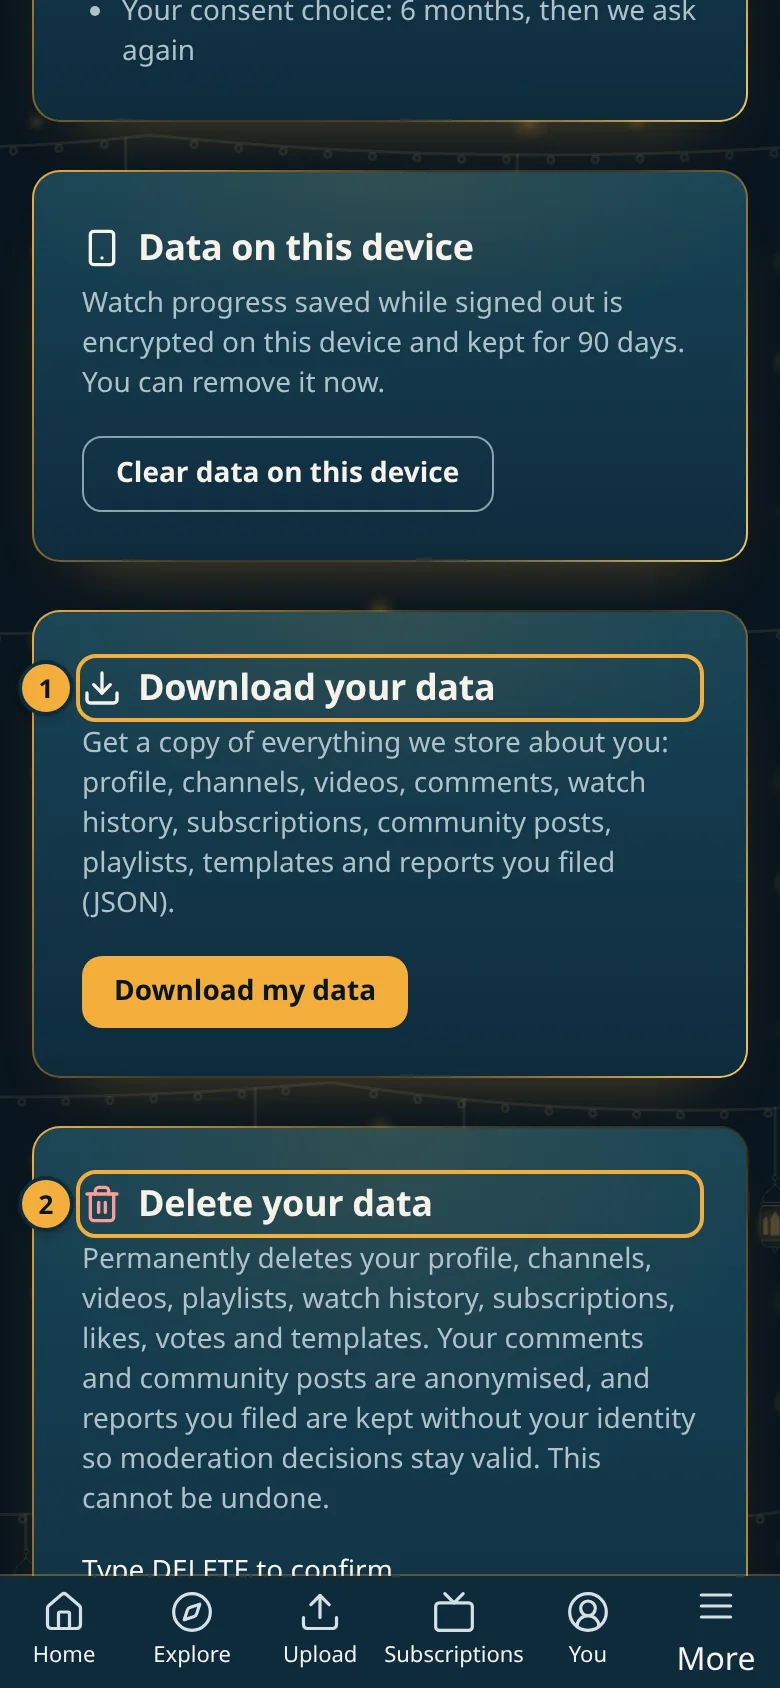 Your consent choice: 6 months, then we ask
again
Data on this device
Watch progress saved while signed out is
encrypted on this device and kept for 90 days.
You can remove it now.
Clear data on this device
1
Download your data
Get a copy of everything we store about you:
profile, channels, videos, comments, watch
history, subscriptions, community posts,
playlists, templates and reports you filed
(JSON).
Download my data
2
Delete your data
Permanently deletes your profile, channels,
videos, playlists, watch history, subscriptions,
likes, votes and templates. Your comments
and community posts are anonymised, and
reports you filed are kept without your identity
so moderation decisions stay valid. This
cannot be undone.
Type DELETE to confirm
Home
Explore
Upload
Subscriptions
You
More